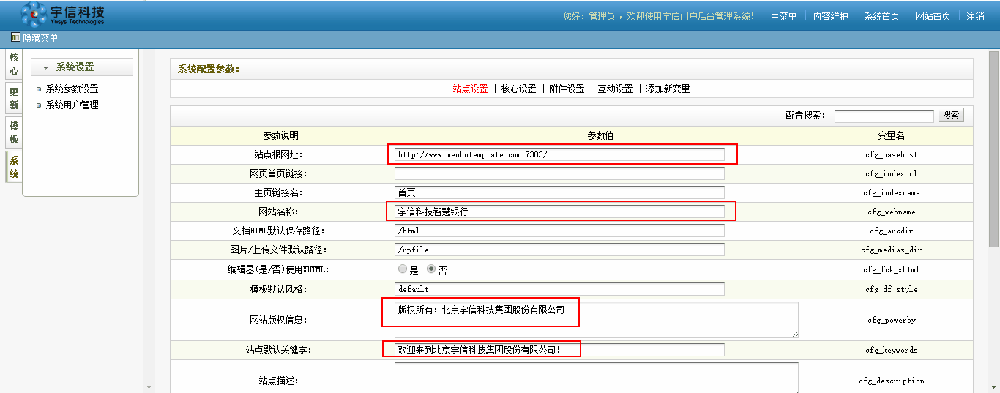 宇信科技
Yusys Technologies
您好：管理员 ，欢迎使用宇信门户后台管理系统！ 主菜单 内容维护 系统首页 网站首页 注销
隐藏菜单
核心
更新
模板
系统
系统设置
系统参数设置
系统用户管理
系统配置参数：
站点设置 | 核心设置 | 附件设置 | 互动设置 | 添加新变量
配置搜索： 搜索
参数说明 参数值 变量名
站点根网址： http://www.menhutemplate.com:7303/ cfg_basehost
网页首页链接： cfg_indexurl
主页链接名： 首页 cfg_indexname
网站名称： 宇信科技智慧银行 cfg_webname
文档HTML默认保存路径： /html cfg_arcdir
图片/上传文件默认路径： /upfile cfg_medias_dir
编辑器(是/否)使用XHTML： 是 否 cfg_fck_xhtml
模板默认风格： default cfg_df_style
网站版权信息： 版权所有：北京宇信科技集团股份有限公司 cfg_powerby
站点默认关键字： 欢迎来到北京宇信科技集团股份有限公司！ cfg_keywords
站点描述： cfg_description